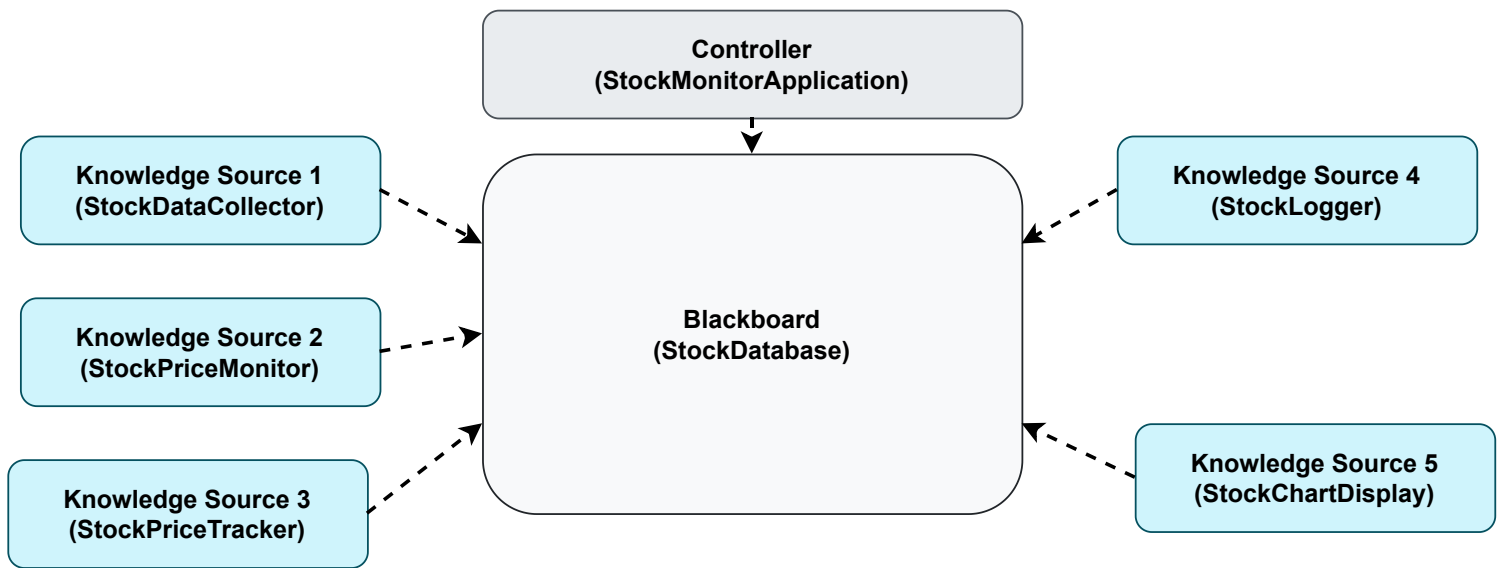 Controller
(StockMonitorApplication)
Knowledge Source 1
(StockDataCollector)
Knowledge Source 4
(StockLogger)
Knowledge Source 2
(StockPriceMonitor)
Blackboard
(StockDatabase)
Knowledge Source 3
(StockPriceTracker)
Knowledge Source 5
(StockChartDisplay)